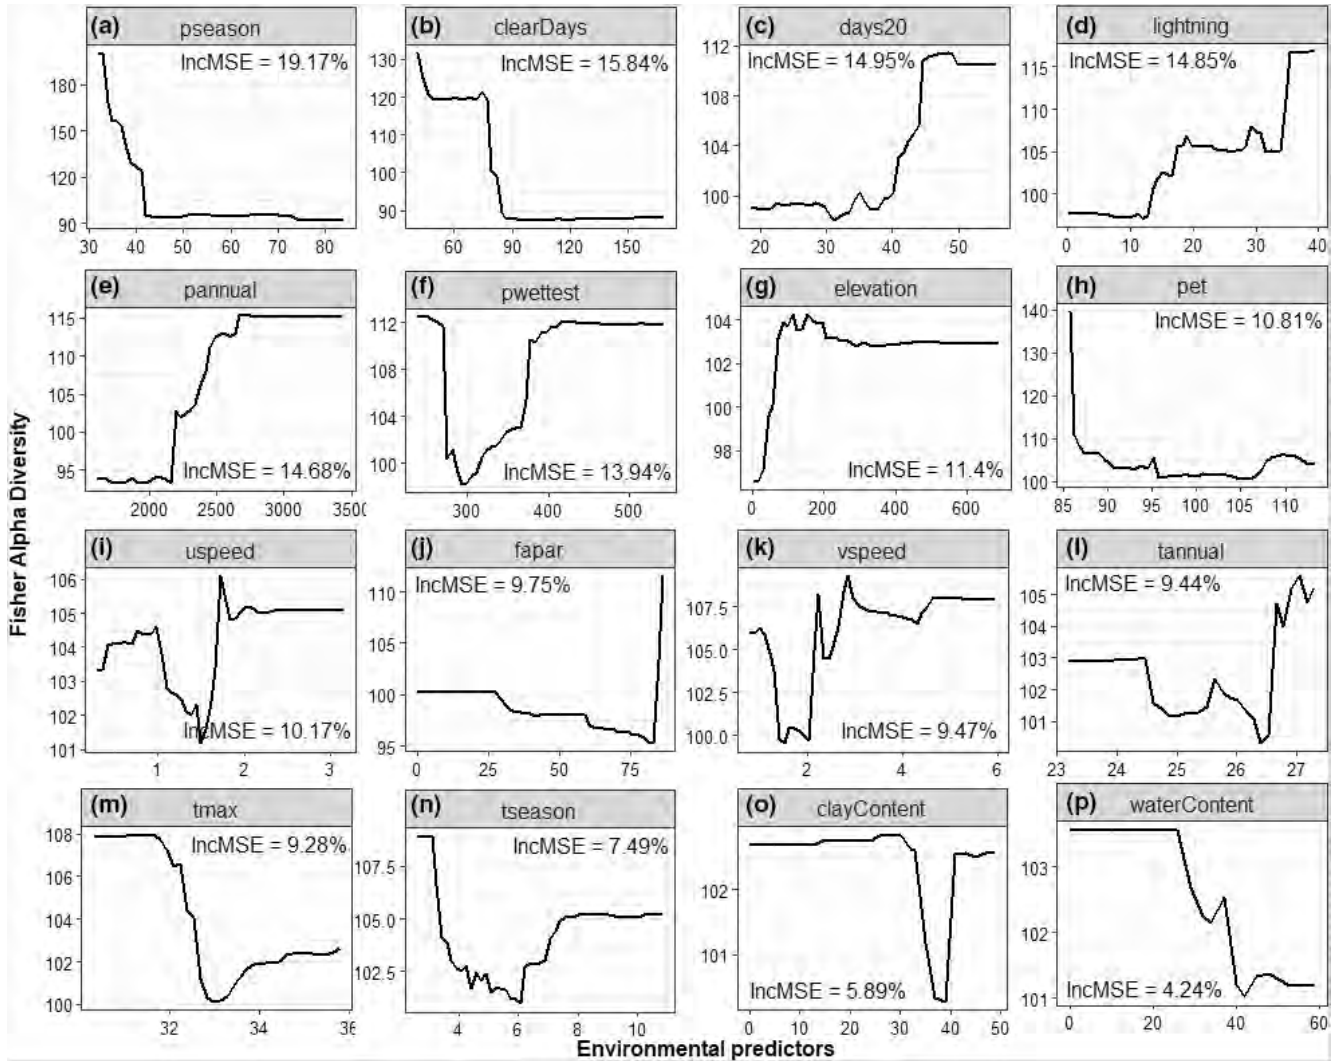 (a) pseason
(b) clearDays
(c) days20
(d) lightning
IncMSE = 19.17%
IncMSE = 15.84%
IncMSE = 14.95%
IncMSE = 14.85%
180
150
120
90
130
120
110
100
90
112
108
104
100
115
110
105
100
30 40 50 60 70 80
60 90 120 150
20 30 40 50
0 10 20 30 40
(e) pannual
(f) pwettest
(g) elevation
(h) pet
IncMSE = 14.68%
IncMSE = 13.94%
IncMSE = 11.4%
IncMSE = 10.81%
115
110
105
100
95
112
108
104
100
104
102
100
98
140
130
120
110
100
2000 2500 3000 3500
300 400 500
0 200 400 600
85 90 95 100 105 110
(i) uspeed
(j) fapar
(k) vspeed
(l) tannual
IncMSE = 10.17%
IncMSE = 9.75%
IncMSE = 9.47%
IncMSE = 9.44%
106
105
104
103
102
101
110
105
100
95
107.5
105.0
102.5
100.0
105
104
103
102
101
1 2 3
0 25 50 75
2 4 6
23 24 25 26 27
(m) tmax
(n) tseason
(o) clayContent
(p) waterContent
IncMSE = 9.28%
IncMSE = 7.49%
IncMSE = 5.89%
IncMSE = 4.24%
108
106
104
102
100
107.5
105.0
102.5
102
101
103
102
101
32 34 36
4 6 8 10
0 10 20 30 40 50
0 20 40 60
Fisher Alpha Diversity
Environmental predictors